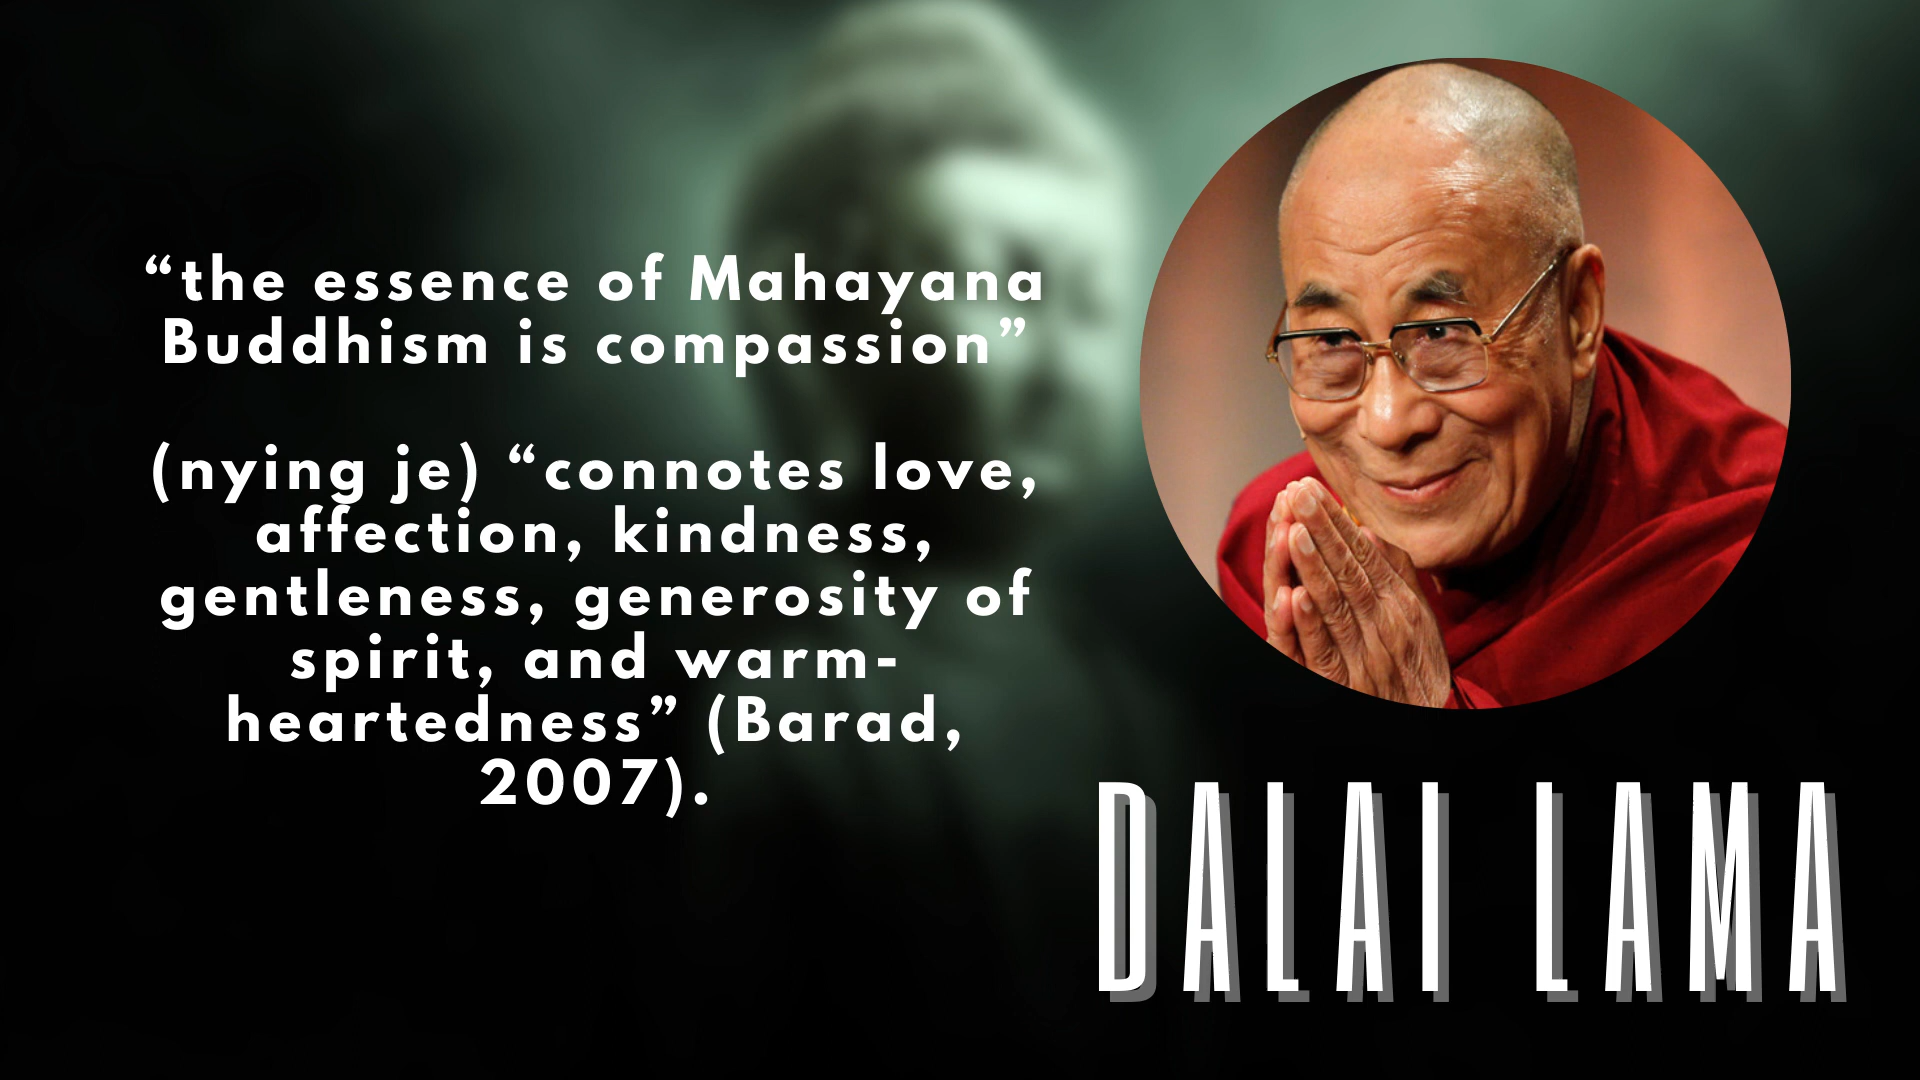 “the essence of Mahayana
Buddhism is compassion”
(nying je) “connotes love,
affection, kindness,
gentleness, generosity of
spirit, and warm-
heartedness” (Barad,
2007).
DALAI LAMA